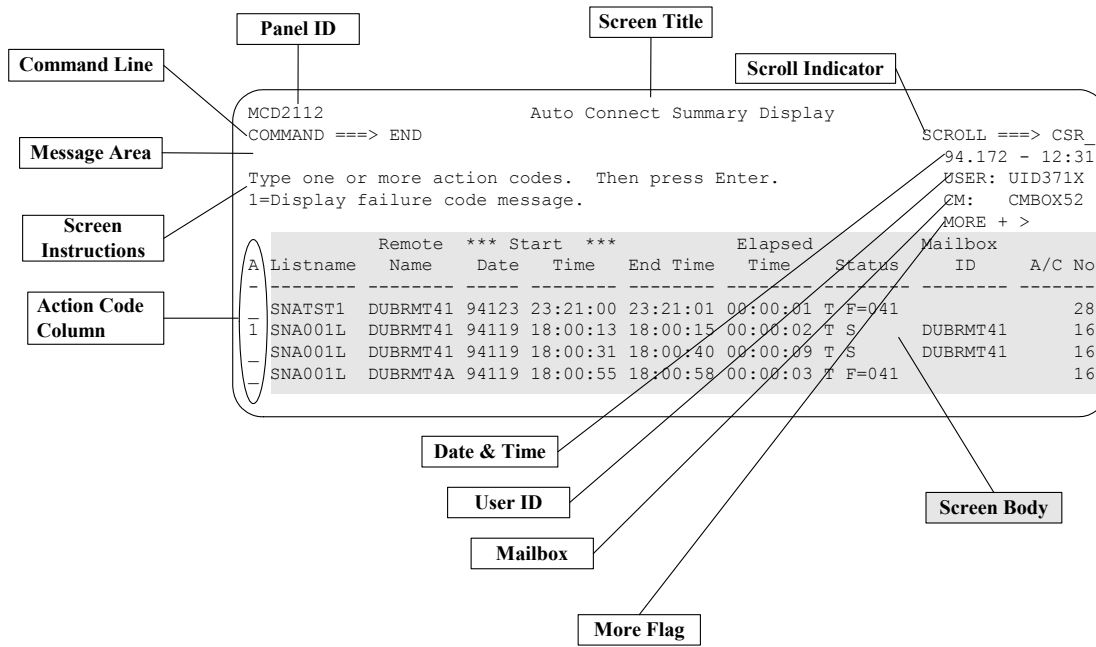 Panel ID
Screen Title
Command Line
Scroll Indicator
MCD2112 Auto Connect Summary Display
COMMAND ===> END SCROLL ===> CSR_
Message Area
94.172 - 12:31
Type one or more action codes. Then press Enter. USER: UID371X
1=Display failure code message. CM: CMBOX52
Screen
Instructions
MORE + >
Remote *** Start *** Elapsed Mailbox
A Listname Name Date Time End Time Time Status ID A/C No
- -------- -------- ----- -------- -------- -------- -------- -------- ------
_ SNATST1 DUBRMT41 94123 23:21:00 23:21:01 00:00:01 T F=041 28
1 SNA001L DUBRMT41 94119 18:00:13 18:00:15 00:00:02 T S DUBRMT41 16
_ SNA001L DUBRMT41 94119 18:00:31 18:00:40 00:00:09 T S DUBRMT41 16
_ SNA001L DUBRMT4A 94119 18:00:55 18:00:58 00:00:03 T F=041 16
Action Code
Column
Date & Time
User ID
Screen Body
Mailbox
More Flag